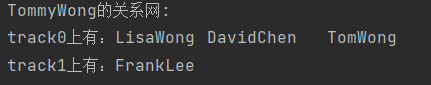 TommyWong的关系网:
track0上有：LisaWong DavidChen   TomWong
track1上有：FrankLee